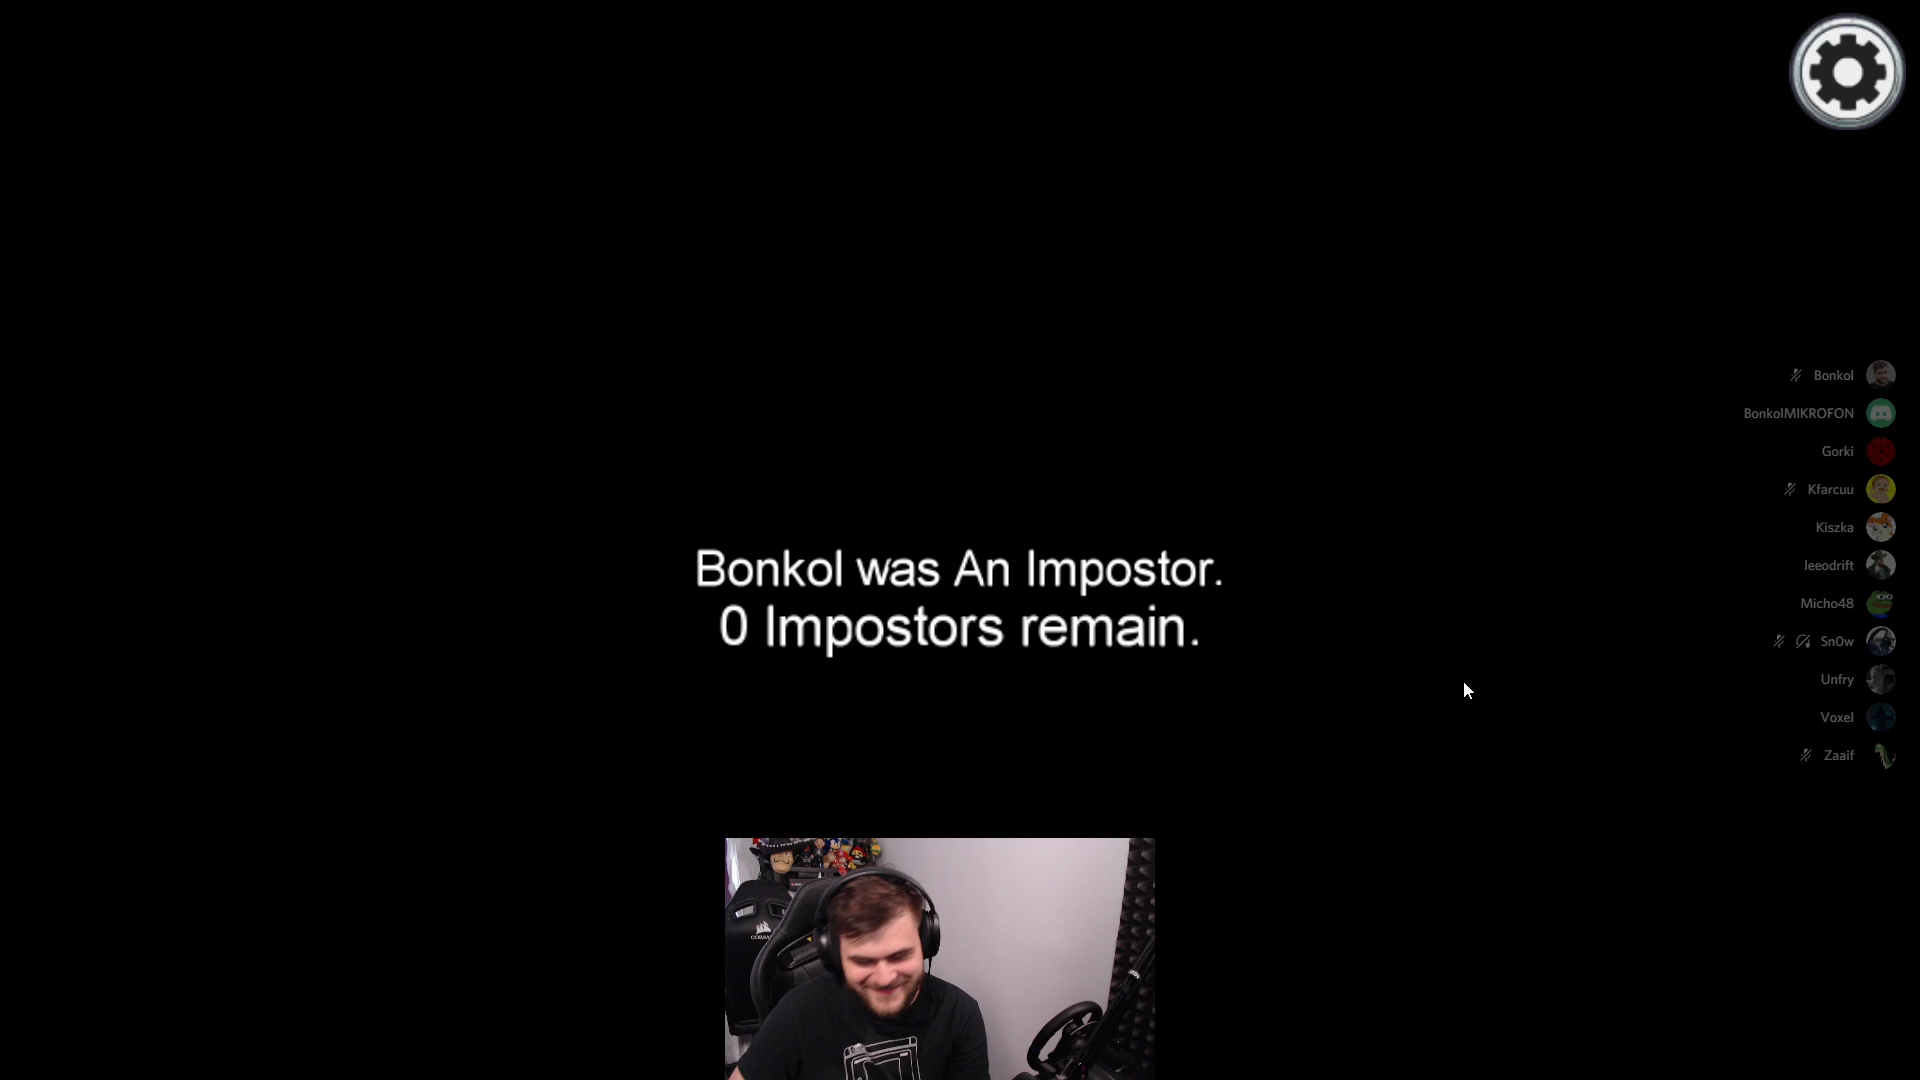 Bonkol
BonkolMIKROFON
Gorki
Kfarcuu
Kiszka
leeodrift
Bonkol was An Impostor.
0 Impostors remain.
Micho48
Sn0w
Unfry
Voxel
Zaaif